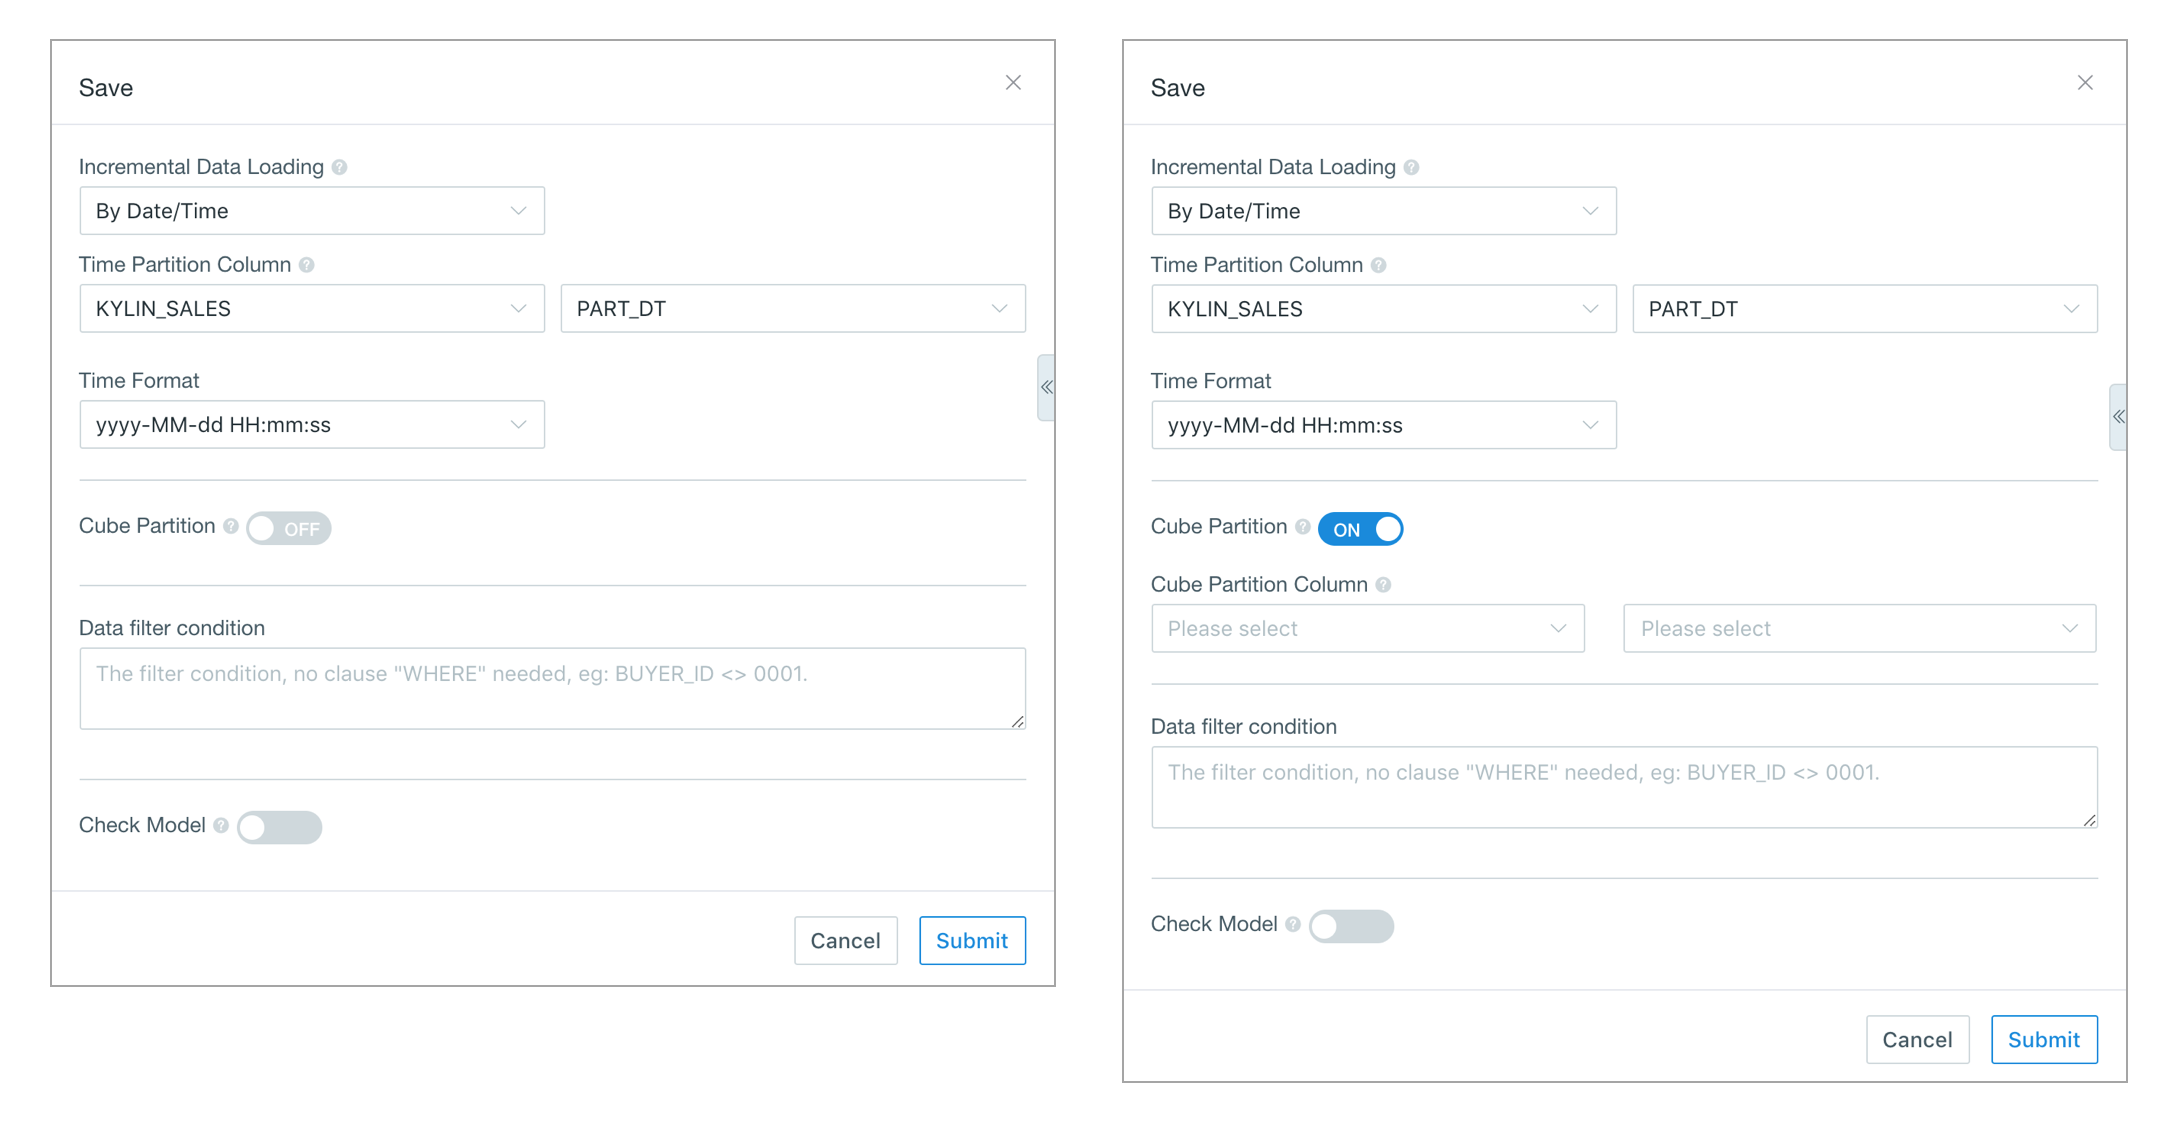 Save
Incremental Data Loading ?
By Date/Time
Time Partition Column ?
KYLIN_SALES PART_DT
Time Format
yyyy-MM-dd HH:mm:ss
Cube Partition ? OFF
Data filter condition
The filter condition, no clause "WHERE" needed, eg: BUYER_ID <> 0001.
Check Model ?
Cancel Submit
Save
Incremental Data Loading ?
By Date/Time
Time Partition Column ?
KYLIN_SALES PART_DT
Time Format
yyyy-MM-dd HH:mm:ss
Cube Partition ? ON
Cube Partition Column ?
Please select Please select
Data filter condition
The filter condition, no clause "WHERE" needed, eg: BUYER_ID <> 0001.
Check Model ?
Cancel Submit